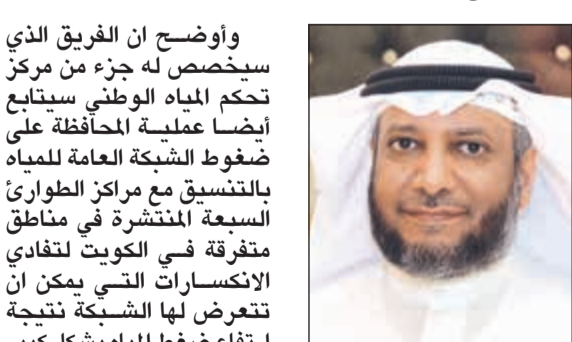 وأوضح ان الفريق الذي
سيخصص له جزء من مركز
تحكم المياه الوطني سيتابع
أيضا عملية المحافظة على
ضغوط الشبكة العامة للمياه
بالتنسيق مع مراكز الطوارئ
السبعة المنتشرة في مناطق
متفرقة في الكويت لتفادي
الانكسارات التي يمكن ان
تتعرض لها الشبكة نتيجة